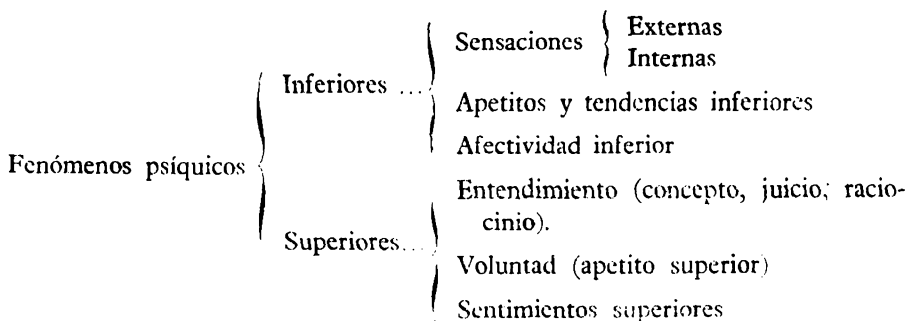 Sensaciones
Externas
Internas
Inferiores ...
Apetitos y tendencias inferiores
Afectividad inferior
Fenómenos psíquicos
Entendimiento (concepto, juicio; racio-
cinio).
Superiores...
Voluntad (apetito superior)
Sentimientos superiores